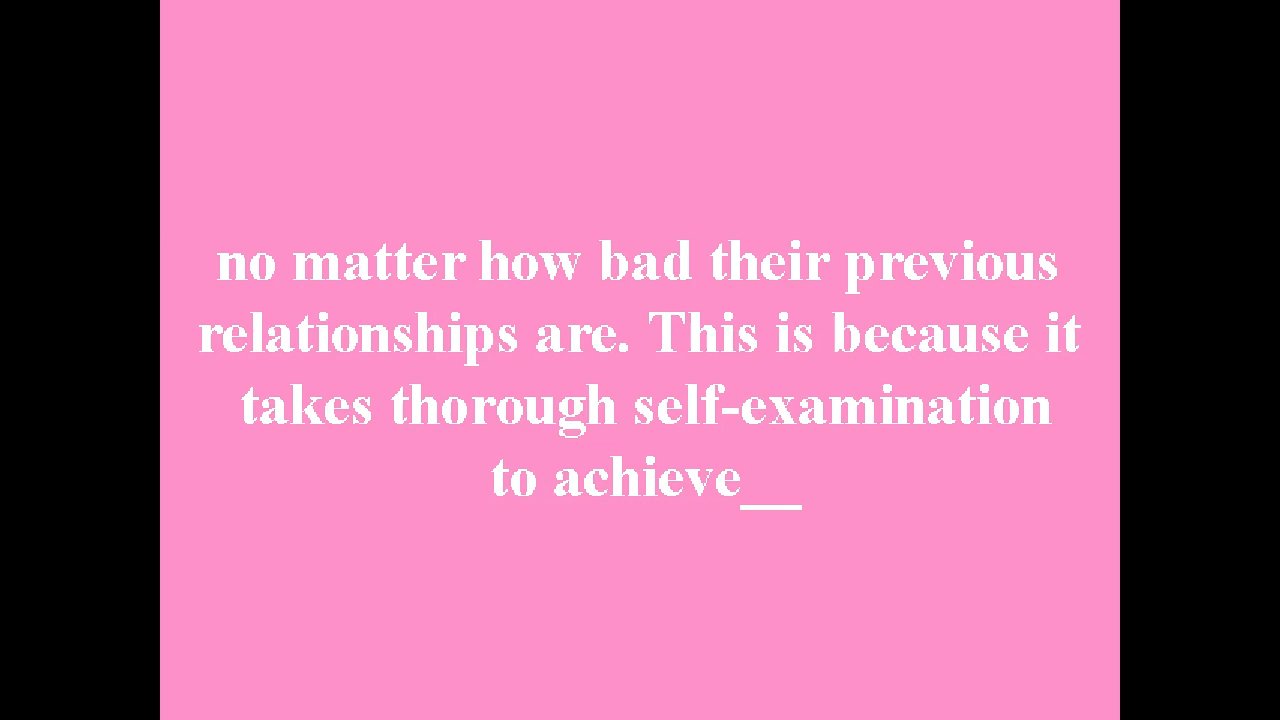 no matter how bad their previous
relationships are. This is because it
takes thorough self-examination
to achieve__